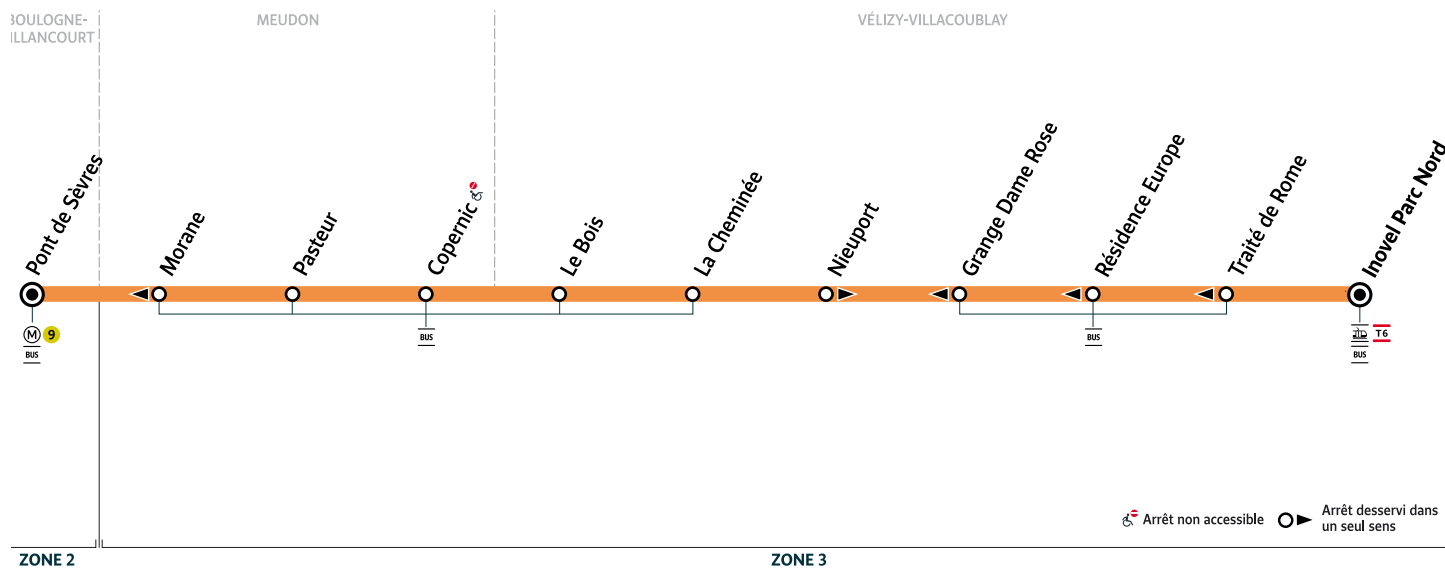 BOULOGNE-
ILLANCOURT
MEUDON
VÉLIZY-VILLACOUBLAY
Pont de Sèvres
Morane
Pasteur
Copernic
Le Bois
La Cheminée
Nieuport
Grange Dame Rose
Résidence Europe
Traité de Rome
Inovel Parc Nord
M 9
BUS
BUS
BUS
T6
BUS
Arrêt non accessible
Arrêt desservi dans
un seul sens
ZONE 2
ZONE 3